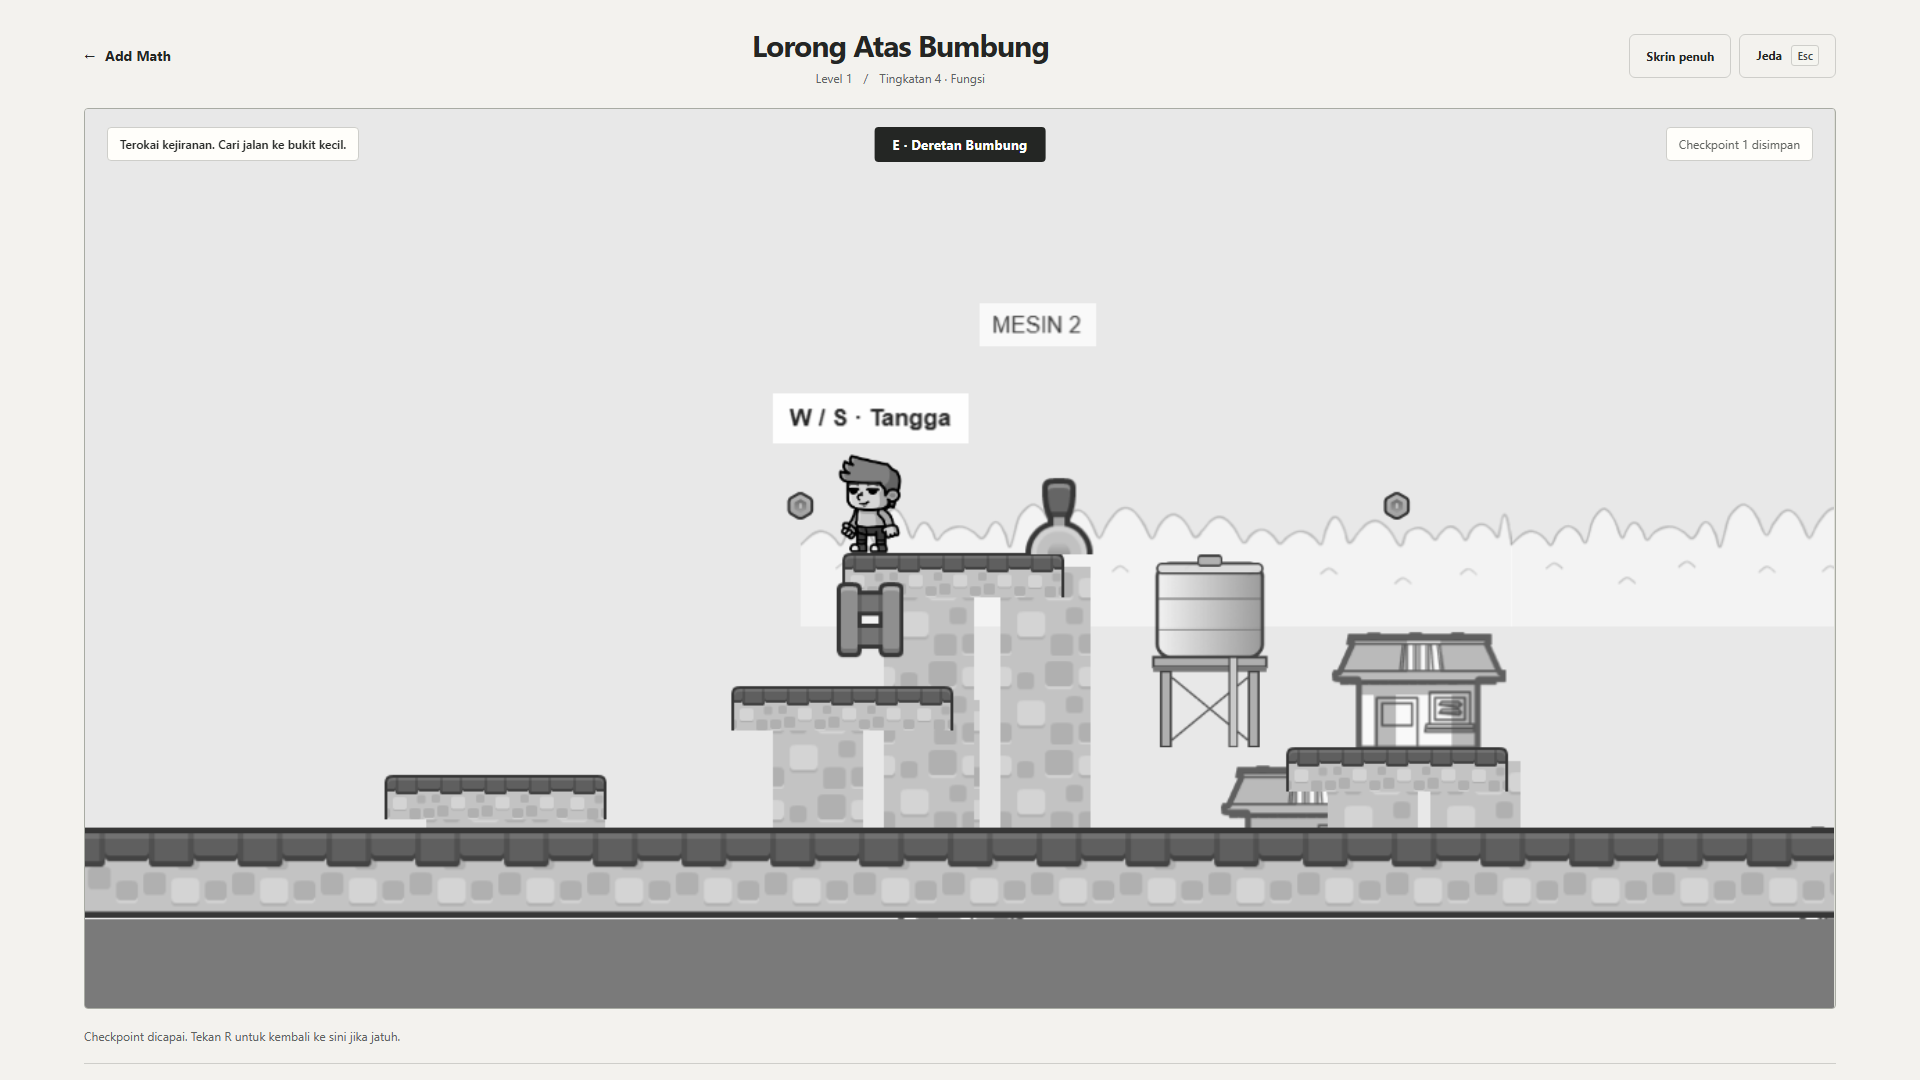 ← Add Math
Lorong Atas Bumbung
Level 1 / Tingkatan 4 · Fungsi
Skrin penuh
Jeda Esc
Terokai kejiranan. Cari jalan ke bukit kecil.
E · Deretan Bumbung
Checkpoint 1 disimpan
MESIN 2
W / S · Tangga
Checkpoint dicapai. Tekan R untuk kembali ke sini jika jatuh.